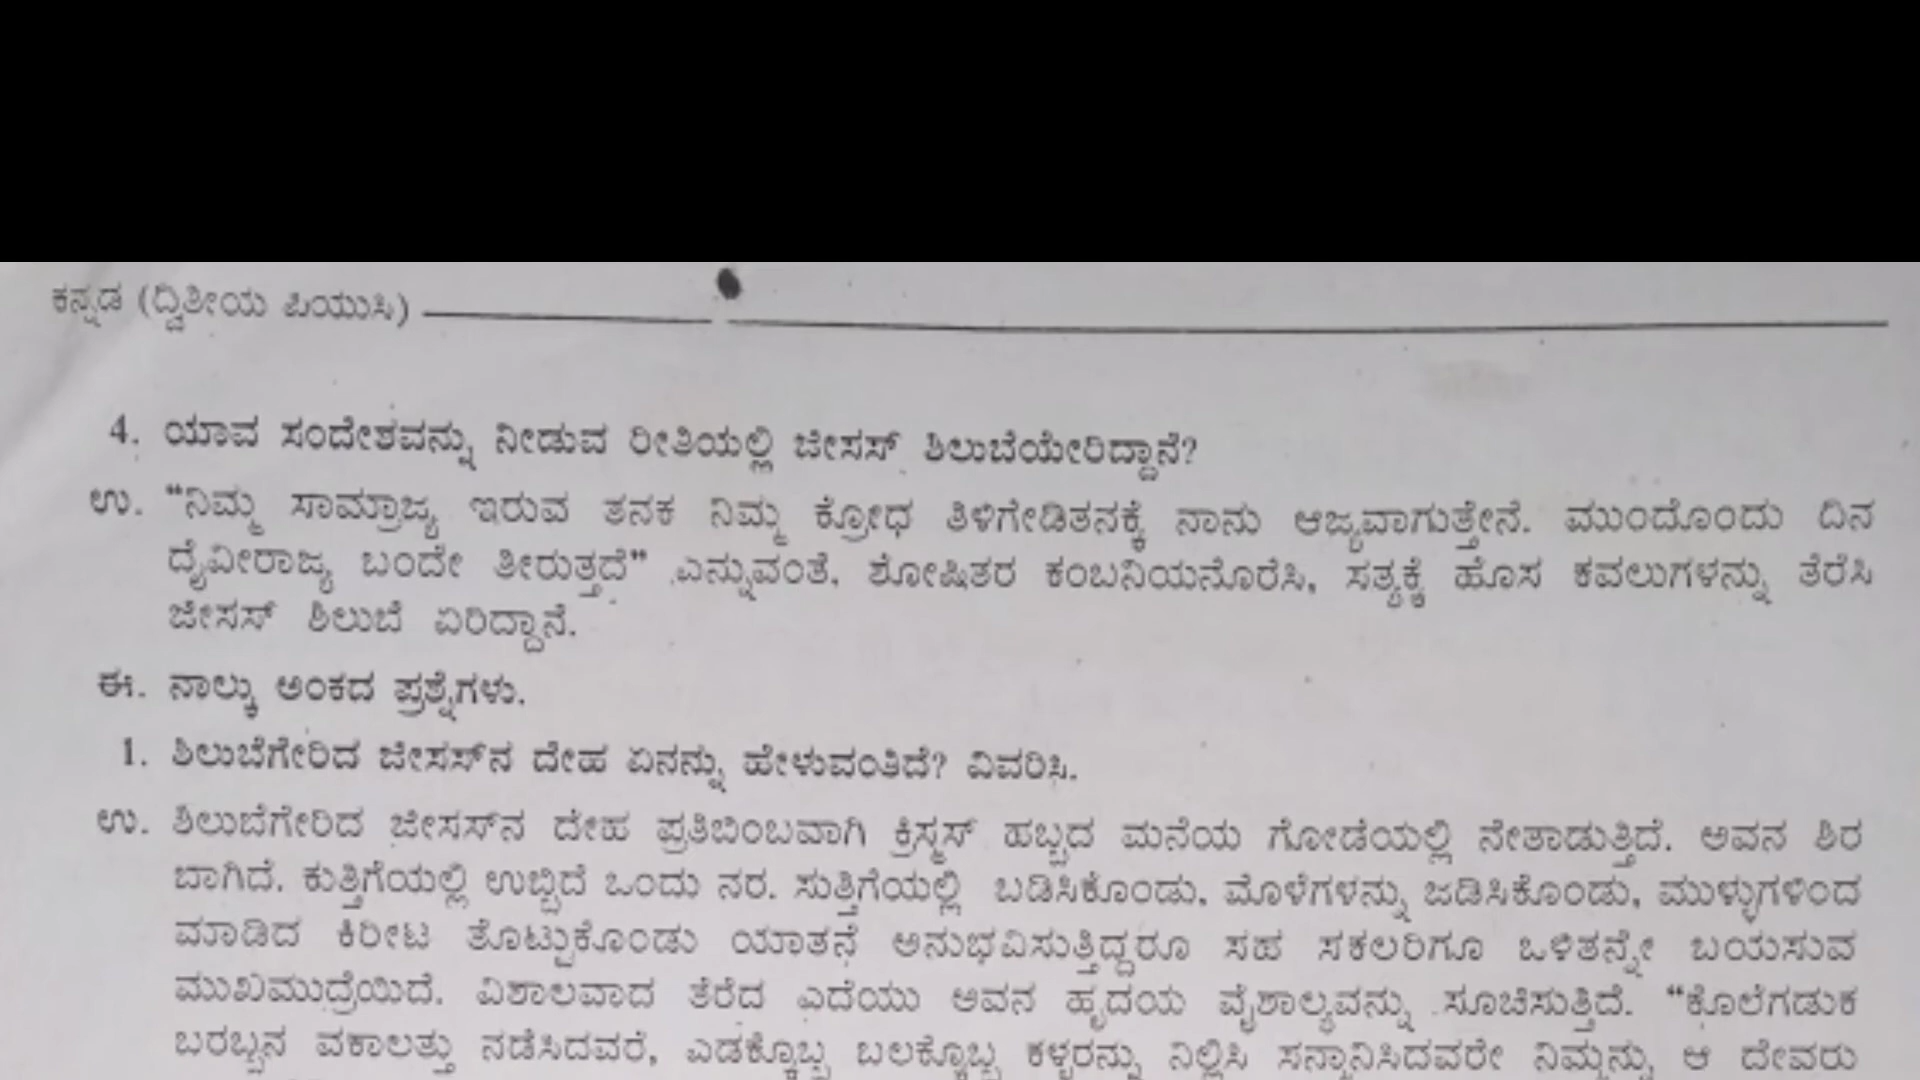 ಕನ್ನಡ (ದ್ವಿತೀಯ ಪಿಯುಸಿ)
4. ಯಾವ ಸಂದೇಶವನ್ನು ನೀಡುವ ರೀತಿಯಲ್ಲಿ ಜೀಸಸ್ ಶಿಲುಬೆಯೇರಿದ್ದಾನೆ?
ಉ. “ನಿಮ್ಮ ಸಾಮ್ರಾಜ್ಯ ಇರುವ ತನಕ ನಿಮ್ಮ ಕ್ರೋಧ ತಿಳಿಗೇಡಿತನಕ್ಕೆ ನಾನು ಆಜ್ಯವಾಗುತ್ತೇನೆ. ಮುಂದೊಂದು ದಿನ
ದೈವೀರಾಜ್ಯ ಬಂದೇ ತೀರುತ್ತದೆ” ಎನ್ನುವಂತೆ, ಶೋಷಿತರ ಕಂಬನಿಯನೊರೆಸಿ, ಸತ್ಯಕ್ಕೆ ಹೊಸ ಕವಲುಗಳನ್ನು ತೆರೆಸಿ
ಜೀಸಸ್ ಶಿಲುಬೆ ಏರಿದ್ದಾನೆ.
ಈ. ನಾಲ್ಕು ಅಂಕದ ಪ್ರಶ್ನೆಗಳು.
1. ಶಿಲುಬೆಗೇರಿದ ಜೀಸಸ್‌ನ ದೇಹ ಏನನ್ನು ಹೇಳುವಂತಿದೆ? ವಿವರಿಸಿ.
ಉ. ಶಿಲುಬೆಗೇರಿದ ಜೀಸಸ್‌ನ ದೇಹ ಪ್ರತಿಬಿಂಬವಾಗಿ ಕ್ರಿಸ್ಮಸ್ ಹಬ್ಬದ ಮನೆಯ ಗೋಡೆಯಲ್ಲಿ ನೇತಾಡುತ್ತಿದೆ. ಅವನ ಶಿರ
ಬಾಗಿದೆ. ಕುತ್ತಿಗೆಯಲ್ಲಿ ಉಬ್ಬಿದೆ ಒಂದು ನರ. ಸುತ್ತಿಗೆಯಲ್ಲಿ ಬಡಿಸಿಕೊಂಡು, ಮೊಳೆಗಳನ್ನು ಜಡಿಸಿಕೊಂಡು, ಮುಳ್ಳುಗಳಿಂದ
ಮಾಡಿದ ಕಿರೀಟ ತೊಟ್ಟುಕೊಂಡು ಯಾತನೆ ಅನುಭವಿಸುತ್ತಿದ್ದರೂ ಸಹ ಸಕಲರಿಗೂ ಒಳಿತನ್ನೇ ಬಯಸುವ
ಮುಖಮುದ್ರೆಯಿದೆ. ವಿಶಾಲವಾದ ತೆರೆದ ಎದೆಯು ಅವನ ಹೃದಯ ವೈಶಾಲ್ಯವನ್ನು ಸೂಚಿಸುತ್ತಿದೆ. “ಕೊಲೆಗಡುಕ
ಬರಬ್ಬನ ವಕಾಲತ್ತು ನಡೆಸಿದವರೆ, ಎಡಕ್ಕೊಬ್ಬ ಬಲಕ್ಕೊಬ್ಬ ಕಳ್ಳರನ್ನು ನಿಲ್ಲಿಸಿ ಸನ್ಮಾನಿಸಿದವರೇ ನಿಮ್ಮನ್ನು ಆ ದೇವರು